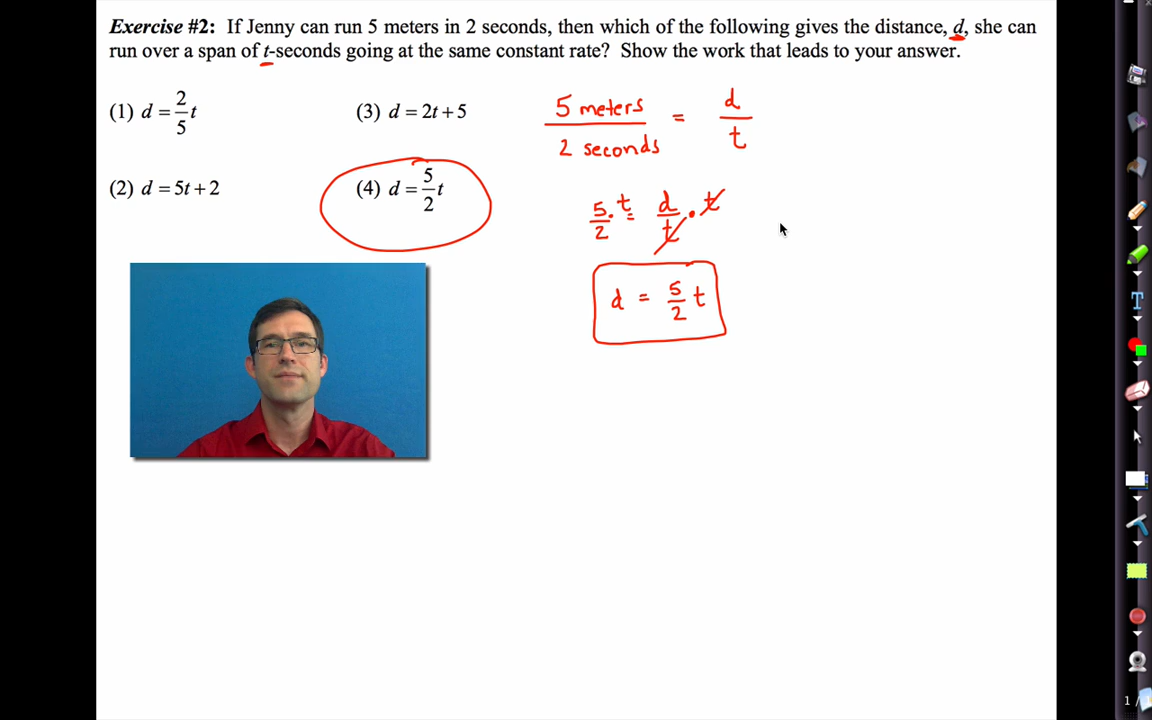 Exercise #2: If Jenny can run 5 meters in 2 seconds, then which of the following gives the distance, d, she can
run over a span of t-seconds going at the same constant rate? Show the work that leads to your answer.
(1) d = 2/5 t
(3) d = 2t + 5
(2) d = 5t + 2
(4) d = 5/2 t
5 meters / 2 seconds = d / t
5/2 · t = d/t · t
d = 5/2 t
T
1 /